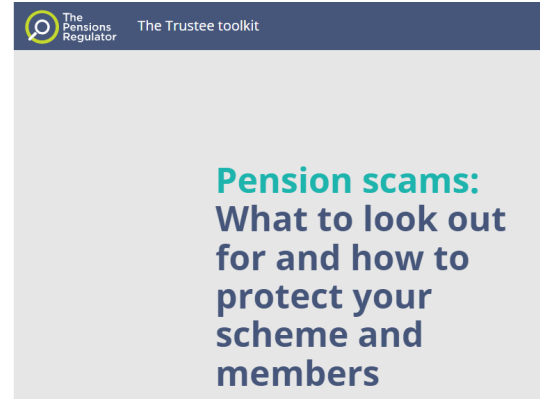 The
Pensions
Regulator
The Trustee toolkit
Pension scams:
What to look out
for and how to
protect your
scheme and
members